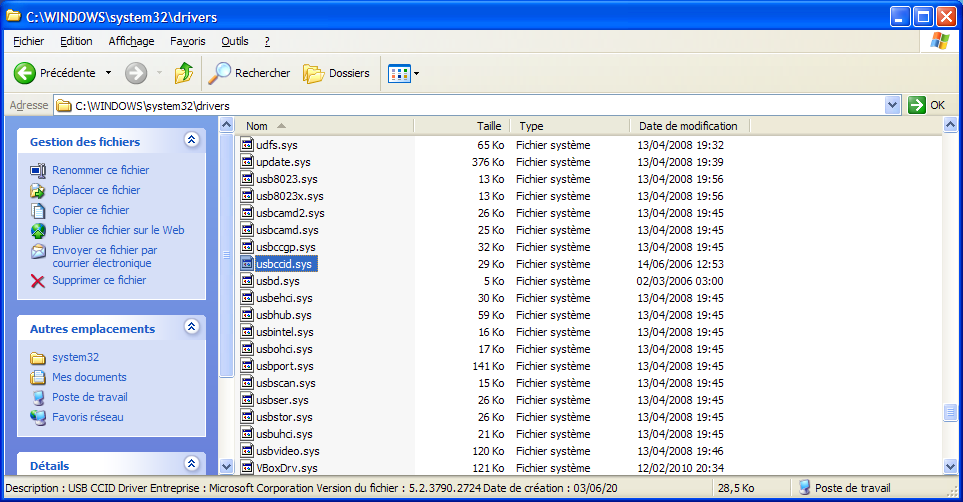 C:\WINDOWS\system32\drivers
Fichier Edition Affichage Favoris Outils ?
Précédente Rechercher Dossiers
Adresse C:\WINDOWS\system32\drivers OK
Gestion des fichiers
Renommer ce fichier
Déplacer ce fichier
Copier ce fichier
Publier ce fichier sur le Web
Envoyer ce fichier par
courrier électronique
Supprimer ce fichier
Autres emplacements
system32
Mes documents
Poste de travail
Favoris réseau
Détails
Nom Taille Type Date de modification
udfs.sys 65 Ko Fichier système 13/04/2008 19:32
update.sys 376 Ko Fichier système 13/04/2008 19:39
usb8023.sys 13 Ko Fichier système 13/04/2008 19:56
usb8023x.sys 13 Ko Fichier système 13/04/2008 19:56
usbcamd2.sys 26 Ko Fichier système 13/04/2008 19:45
usbcamd.sys 25 Ko Fichier système 13/04/2008 19:45
usbccgp.sys 32 Ko Fichier système 13/04/2008 19:45
usbccid.sys 29 Ko Fichier système 14/06/2006 12:53
usbd.sys 5 Ko Fichier système 02/03/2006 03:00
usbehci.sys 30 Ko Fichier système 13/04/2008 19:45
usbhub.sys 59 Ko Fichier système 13/04/2008 19:45
usbintel.sys 16 Ko Fichier système 13/04/2008 19:45
usbohci.sys 17 Ko Fichier système 13/04/2008 19:45
usbport.sys 141 Ko Fichier système 13/04/2008 19:45
usbscan.sys 15 Ko Fichier système 13/04/2008 19:45
usbser.sys 26 Ko Fichier système 13/04/2008 19:45
usbstor.sys 26 Ko Fichier système 13/04/2008 19:45
usbuhci.sys 21 Ko Fichier système 13/04/2008 19:45
usbvideo.sys 120 Ko Fichier système 13/04/2008 19:46
VBoxDrv.sys 121 Ko Fichier système 12/02/2010 20:34
Description : USB CCID Driver Entreprise : Microsoft Corporation Version du fichier : 5.2.3790.2724 Date de création : 03/06/20 28,5 Ko Poste de travail